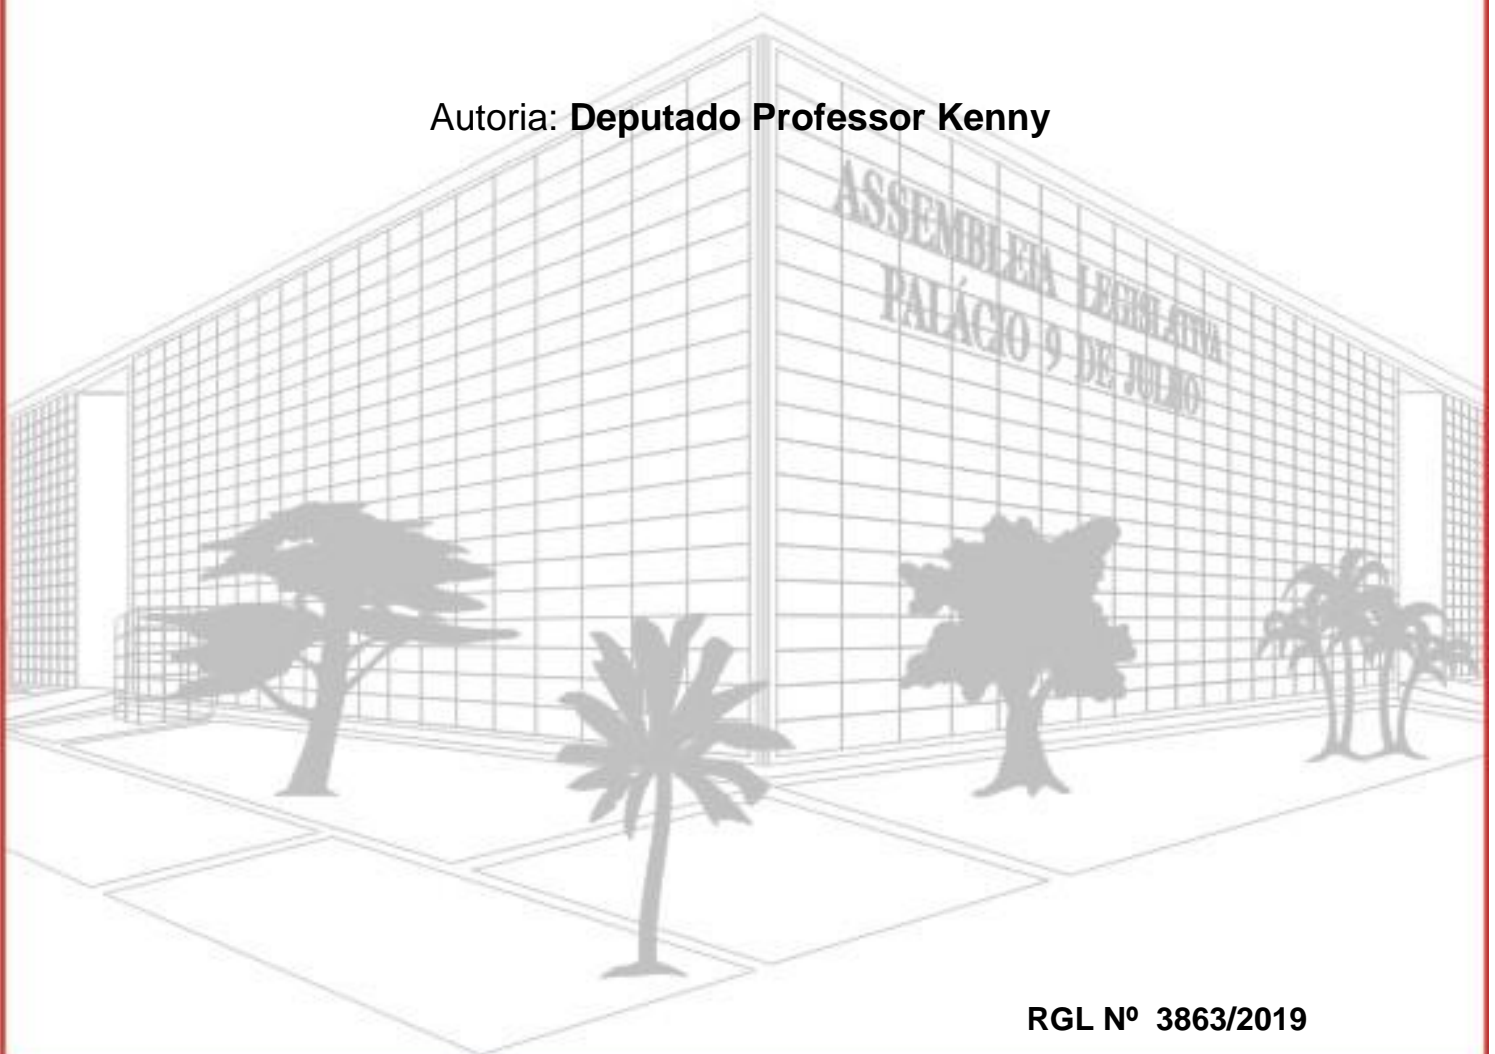 Autoria: Deputado Professor Kenny
ASSEMBLEIA LEGISLATIVA
PALÁCIO 9 DE JULHO
RGL Nº 3863/2019